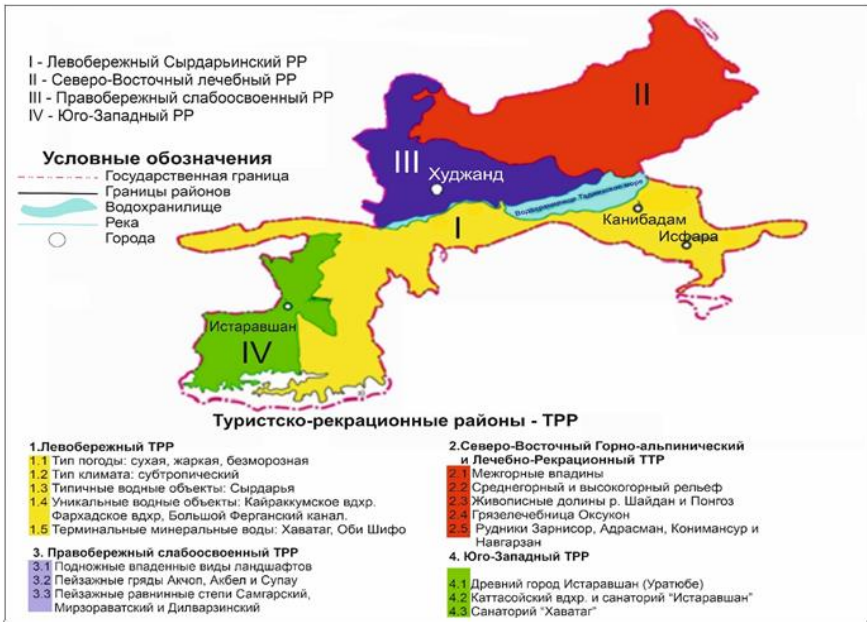 I - Левобережный Сырдарьинский РР
II - Северо-Восточный лечебный РР
III - Правобережный слабоосвоенный РР
IV - Юго-Западный РР
Условные обозначения
Государственная граница
Границы районов
Водохранилище
Река
Города
II
III
Худжанд
I
Канибадам
Исфара
Истаравшан
IV
Туристско-рекрационные районы - ТРР
1.Левобережный ТРР
1.1 Тип погоды: сухая, жаркая, безморозная
1.2 Тип климата: субтропический
1.3 Типичные водные объекты: Сырдарья
1.4 Уникальные водные объекты: Кайраккумское вдхр.
Фархадское вдхр, Большой Ферганский канал.
1.5 Терминальные минеральные воды: Хаватаг, Оби Шифо
3. Правобережный слабоосвоенный ТРР
3.1 Подножные впаденные виды ландшафтов
3.2 Пейзажные гряды Акчоп, Акбел и Супау
3.3 Пейзажные равнинные степи Самгарский,
Мирзораватский и Дилварзинский
2.Северо-Восточный Горно-альпинический
и Лечебно-Рекрационный ТТР
2.1 Межгорные впадины
2.2 Среднегорный и высокогорный рельеф
2.3 Живописные долины р. Шайдан и Понгоз
2.4 Грязелечебница Оксукон
2.5 Рудники Зарнисор, Адрасман, Конимансур и
Навгарзан
4. Юго-Западный ТРР
4.1 Древний город Истаравшан (Уратюбе)
4.2 Каттасойский вдхр. и санаторий “Истаравшан”
4.3 Санаторий “Хаватаг”